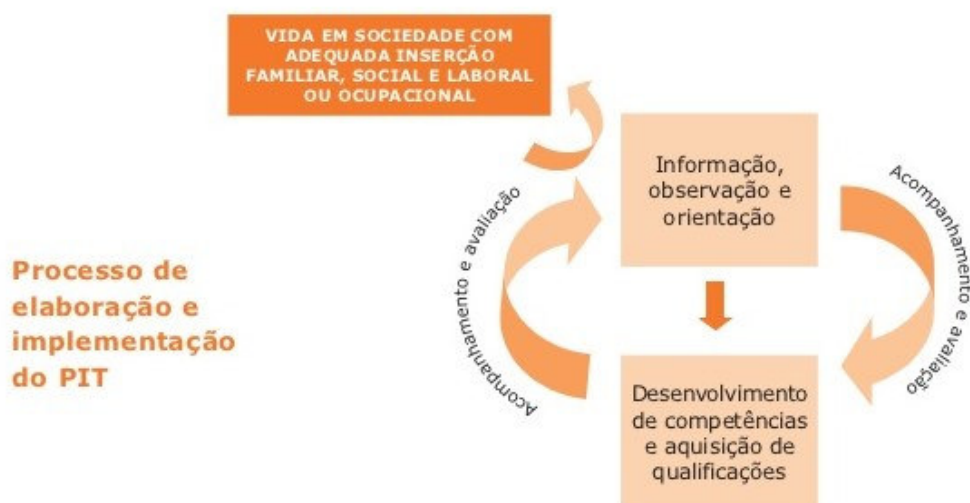 VIDA EM SOCIEDADE COM
ADEQUADA INSERÇÃO
FAMILIAR, SOCIAL E LABORAL
OU OCUPACIONAL
Informação,
observação e
orientação
Acompanhamento e avaliação
Acompanhamento e avaliação
Processo de
elaboração e
implementação
do PIT
Desenvolvimento
de competências
e aquisição de
qualificações